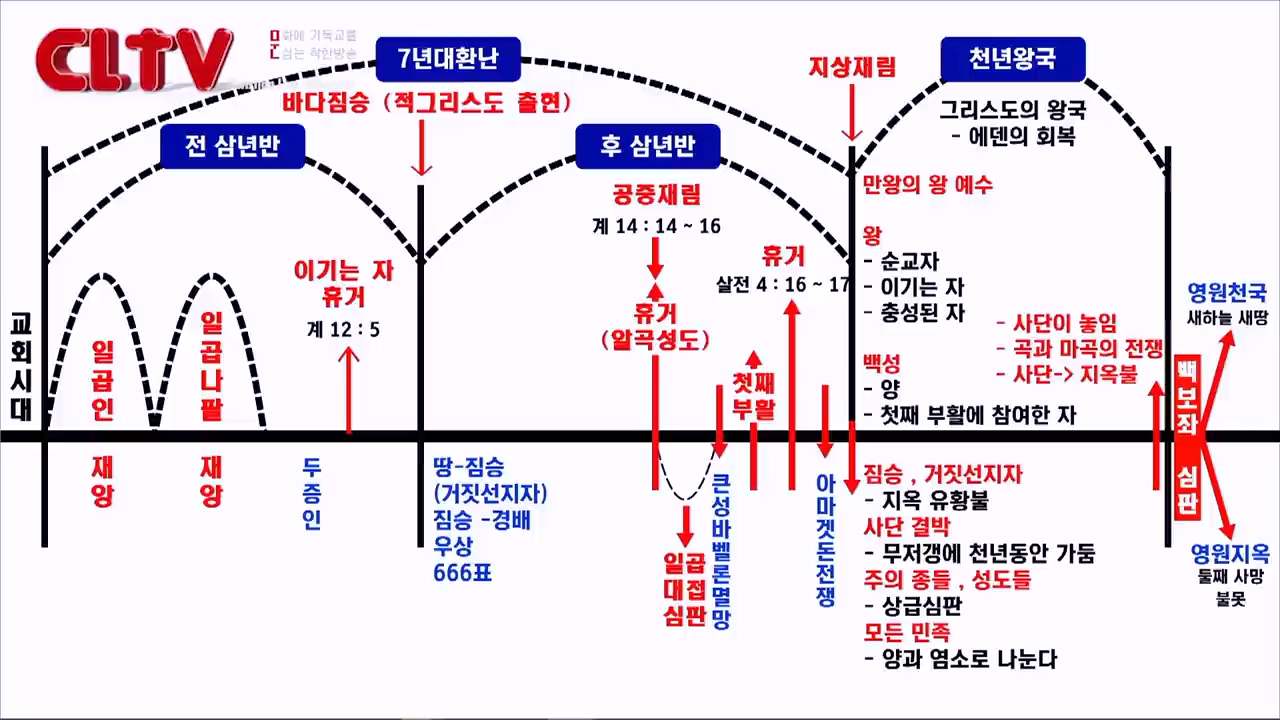 CLTV
문화에 기독교를
심는 착한방송
7년대환난
지상재림
천년왕국
바다짐승 (적그리스도 출현)
그리스도의 왕국
- 에덴의 회복
전 삼년반
후 삼년반
공중재림
계 14 : 14 ~ 16
만왕의 왕 예수
이기는 자
휴거
계 12 : 5
휴거
살전 4 : 16 ~ 17
휴거
(알곡성도)
첫째
부활
왕
- 순교자
- 이기는 자
- 충성된 자
- 사단이 놓임
- 곡과 마곡의 전쟁
- 사단-> 지옥불
백성
- 양
- 첫째 부활에 참여한 자
교회시대
일곱인
재앙
일곱나팔
재앙
두증인
땅-짐승
(거짓선지자)
짐승 -경배
우상
666표
일곱
대접
심판
큰성바벨론멸망
아마겟돈전쟁
짐승 , 거짓선지자
- 지옥 유황불
사단 결박
- 무저갱에 천년동안 가둠
주의 종들 , 성도들
- 상급심판
모든 민족
- 양과 염소로 나눈다
백보좌 심판
영원천국
새하늘 새땅
영원지옥
둘째 사망
불못